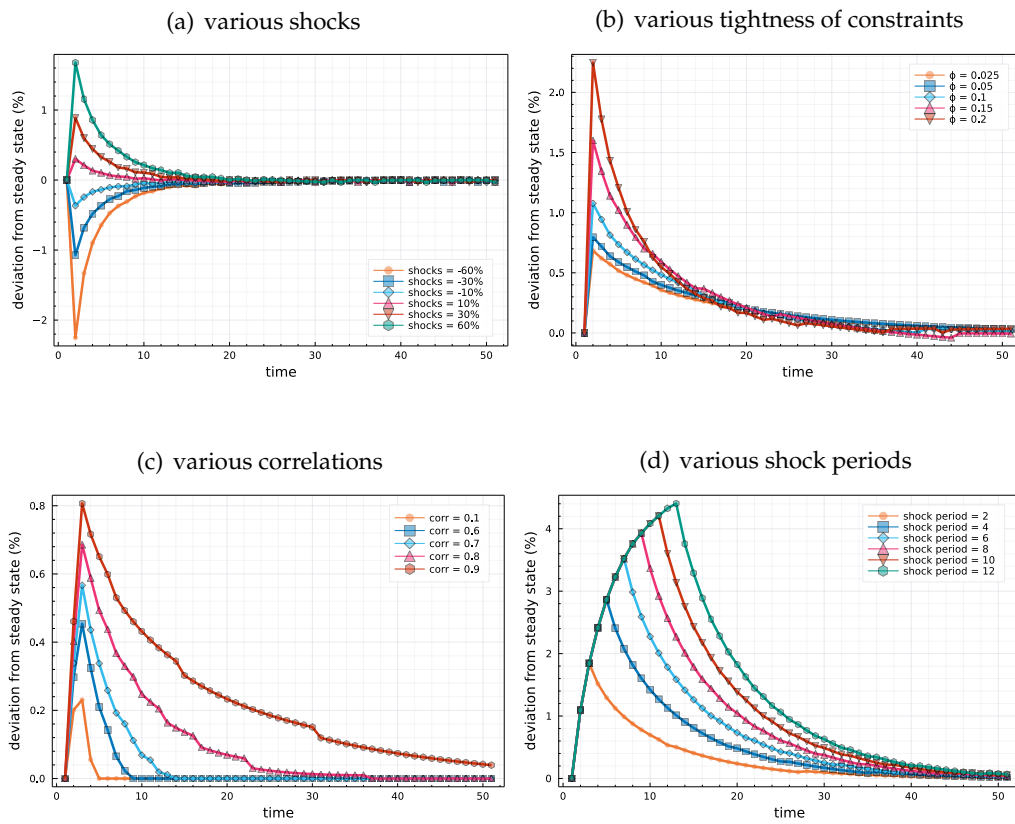 (a) various shocks
deviation from steady state (%)
1
0
−1
−2
shocks = -60%
shocks = -30%
shocks = -10%
shocks = 10%
shocks = 30%
shocks = 60%
0 10 20 30 40 50
time
(b) various tightness of constraints
deviation from steady state (%)
2.0
1.5
1.0
0.5
0.0
ϕ = 0.025
ϕ = 0.05
ϕ = 0.1
ϕ = 0.15
ϕ = 0.2
0 10 20 30 40 50
time
(c) various correlations
deviation from steady state (%)
0.8
0.6
0.4
0.2
0.0
corr = 0.1
corr = 0.6
corr = 0.7
corr = 0.8
corr = 0.9
0 10 20 30 40 50
time
(d) various shock periods
deviation from steady state (%)
4
3
2
1
0
shock period = 2
shock period = 4
shock period = 6
shock period = 8
shock period = 10
shock period = 12
0 10 20 30 40 50
time